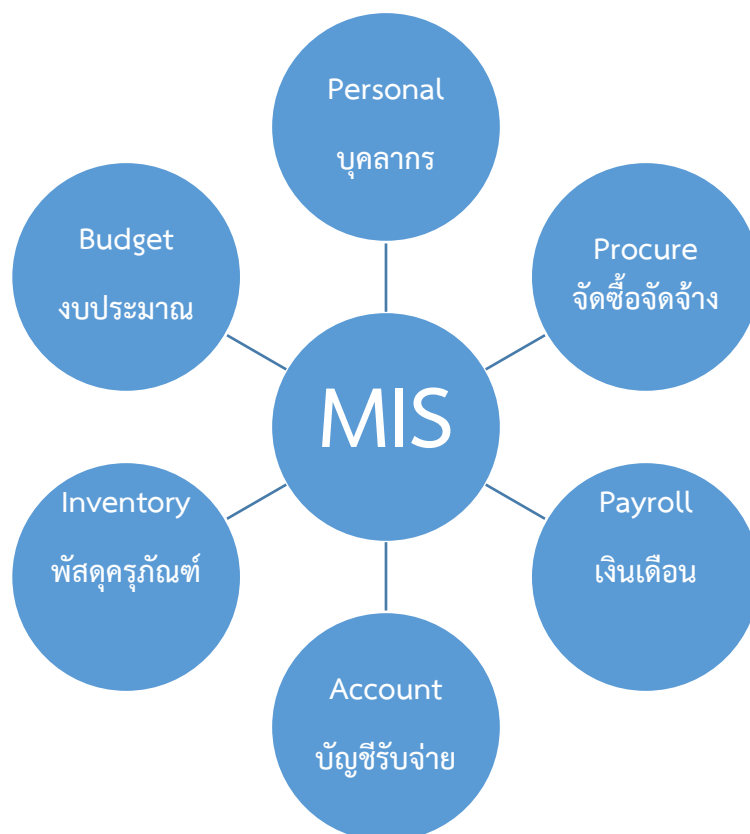 Personal
บุคลากร
Budget
งบประมาณ
Procure
จัดซื้อจัดจ้าง
MIS
Inventory
พัสดุครุภัณฑ์
Payroll
เงินเดือน
Account
บัญชีรับจ่าย